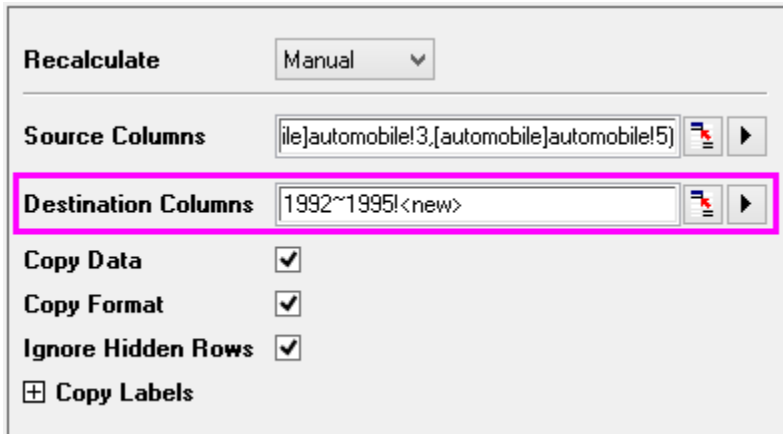 Recalculate Manual
Source Columns ile]automobile!3,[automobile]automobile!5)
Destination Columns 1992~1995!<new>
Copy Data
Copy Format
Ignore Hidden Rows
Copy Labels